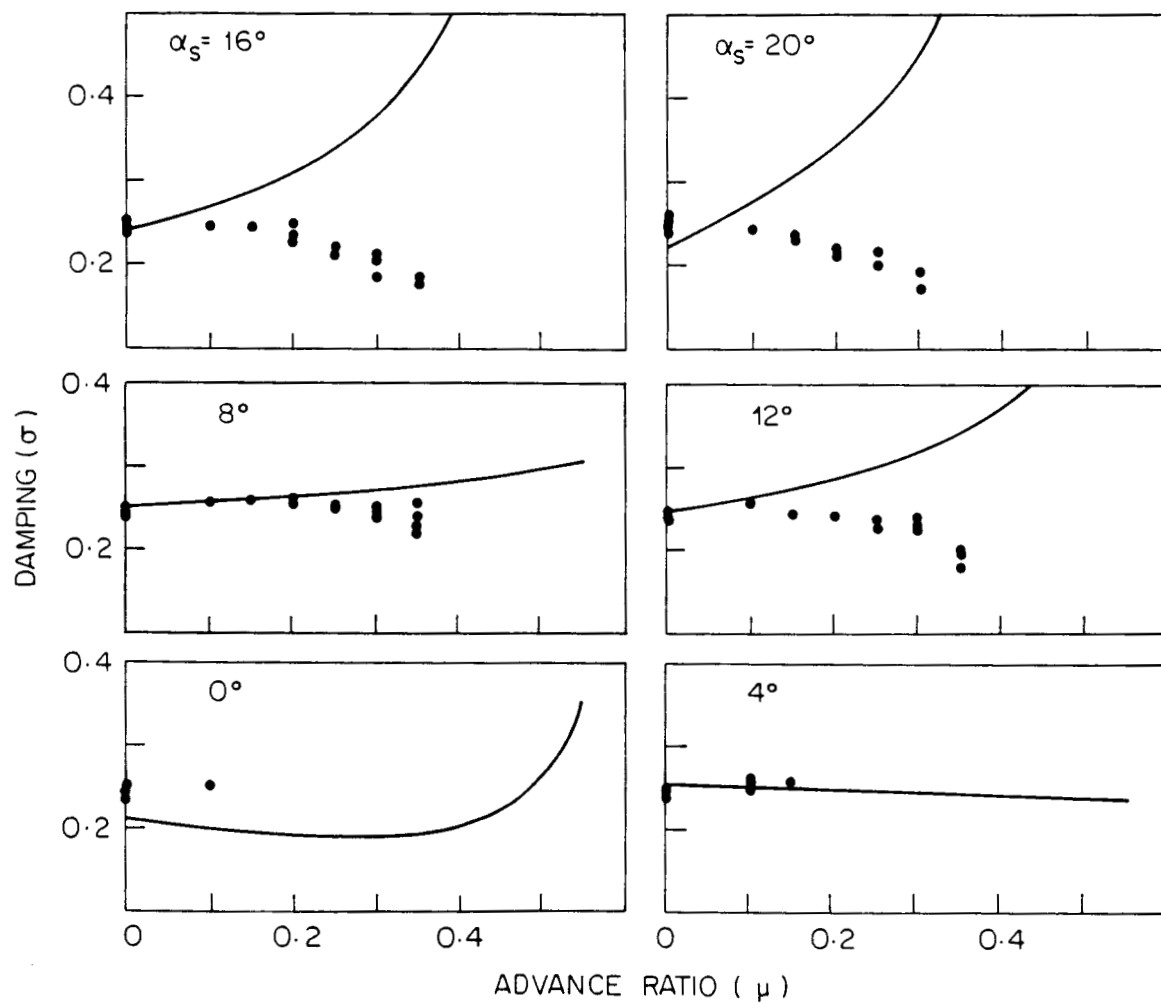 αs= 16°
αs= 20°
0·4
0·2
8°
12°
0·4
0·2
0°
4°
0·4
0·2
0 0·2 0·4
0 0·2 0·4
DAMPING (σ)
ADVANCE RATIO ( μ )